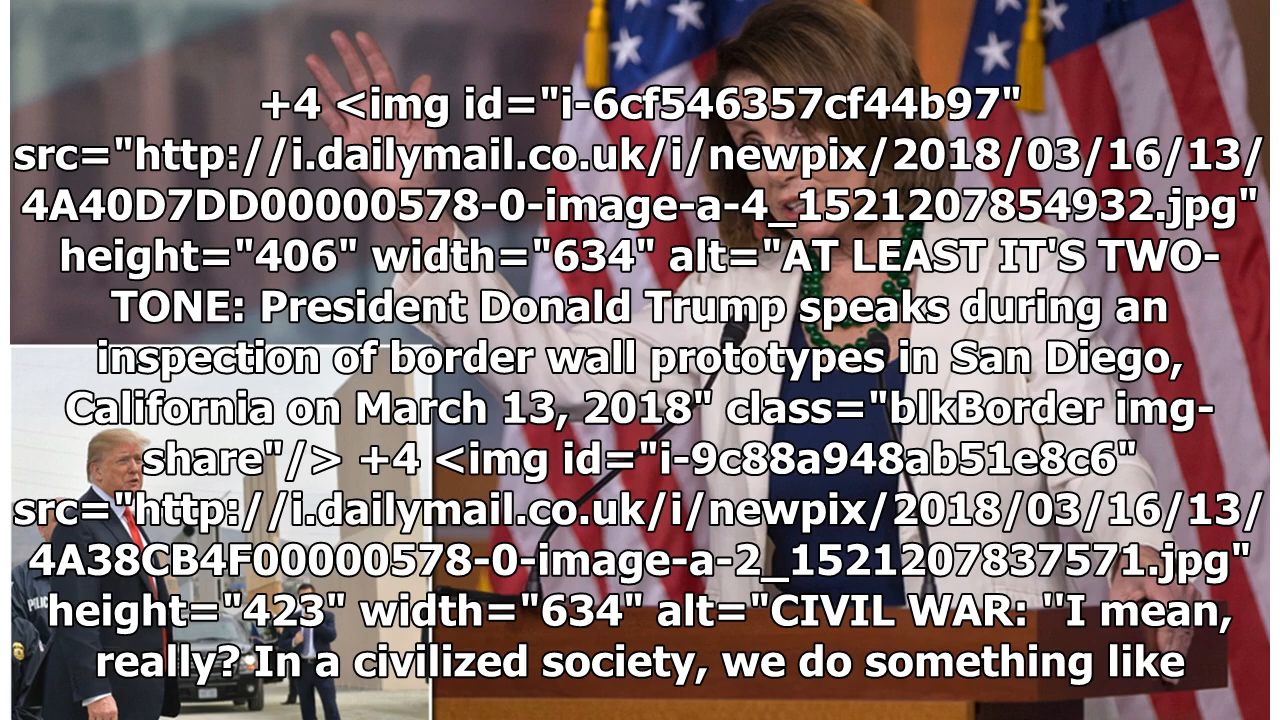 +4 <img id="i-6cf546357cf44b97"
src="http://i.dailymail.co.uk/i/newpix/2018/03/16/13/
4A40D7DD00000578-0-image-a-4_1521207854932.jpg"
height="406" width="634" alt="AT LEAST IT'S TWO-
TONE: President Donald Trump speaks during an
inspection of border wall prototypes in San Diego,
California on March 13, 2018" class="blkBorder img-
share"/> +4 <img id="i-9c88a948ab51e8c6"
src="http://i.dailymail.co.uk/i/newpix/2018/03/16/13/
4A38CB4F00000578-0-image-a-2_1521207837571.jpg"
height="423" width="634" alt="CIVIL WAR: ''I mean,
really? In a civilized society, we do something like